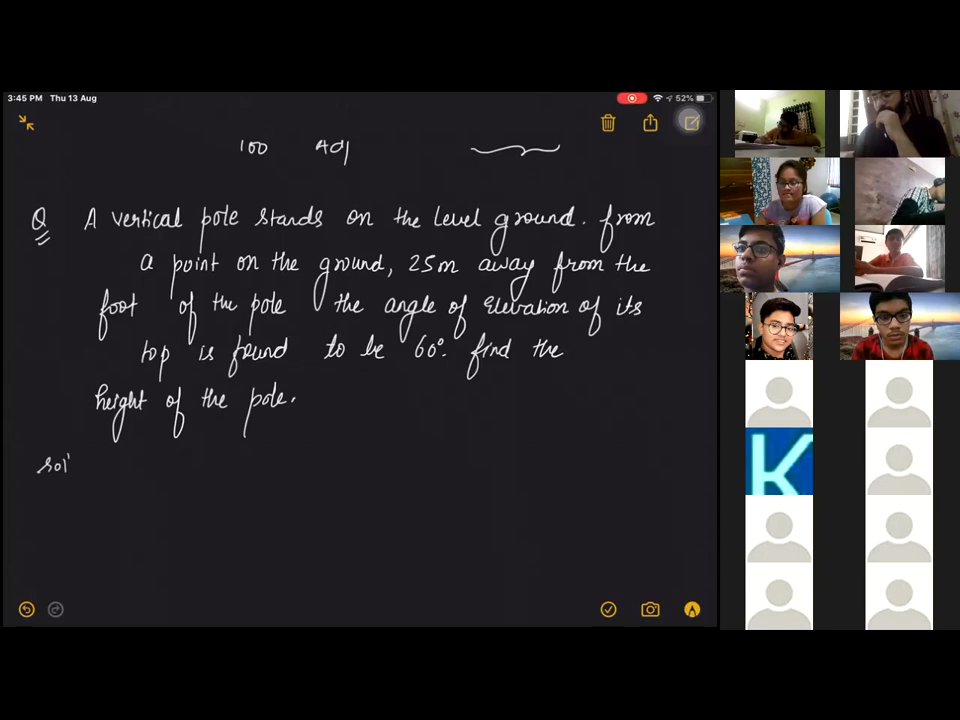 3:45 PM Thu 13 Aug
52%
100
Q A vertical pole stands on the level ground. from
a point on the ground, 25m away from the
foot of the pole the angle of Elevation of its
top is found to be 60°. find the
height of the pole.
sol'
K